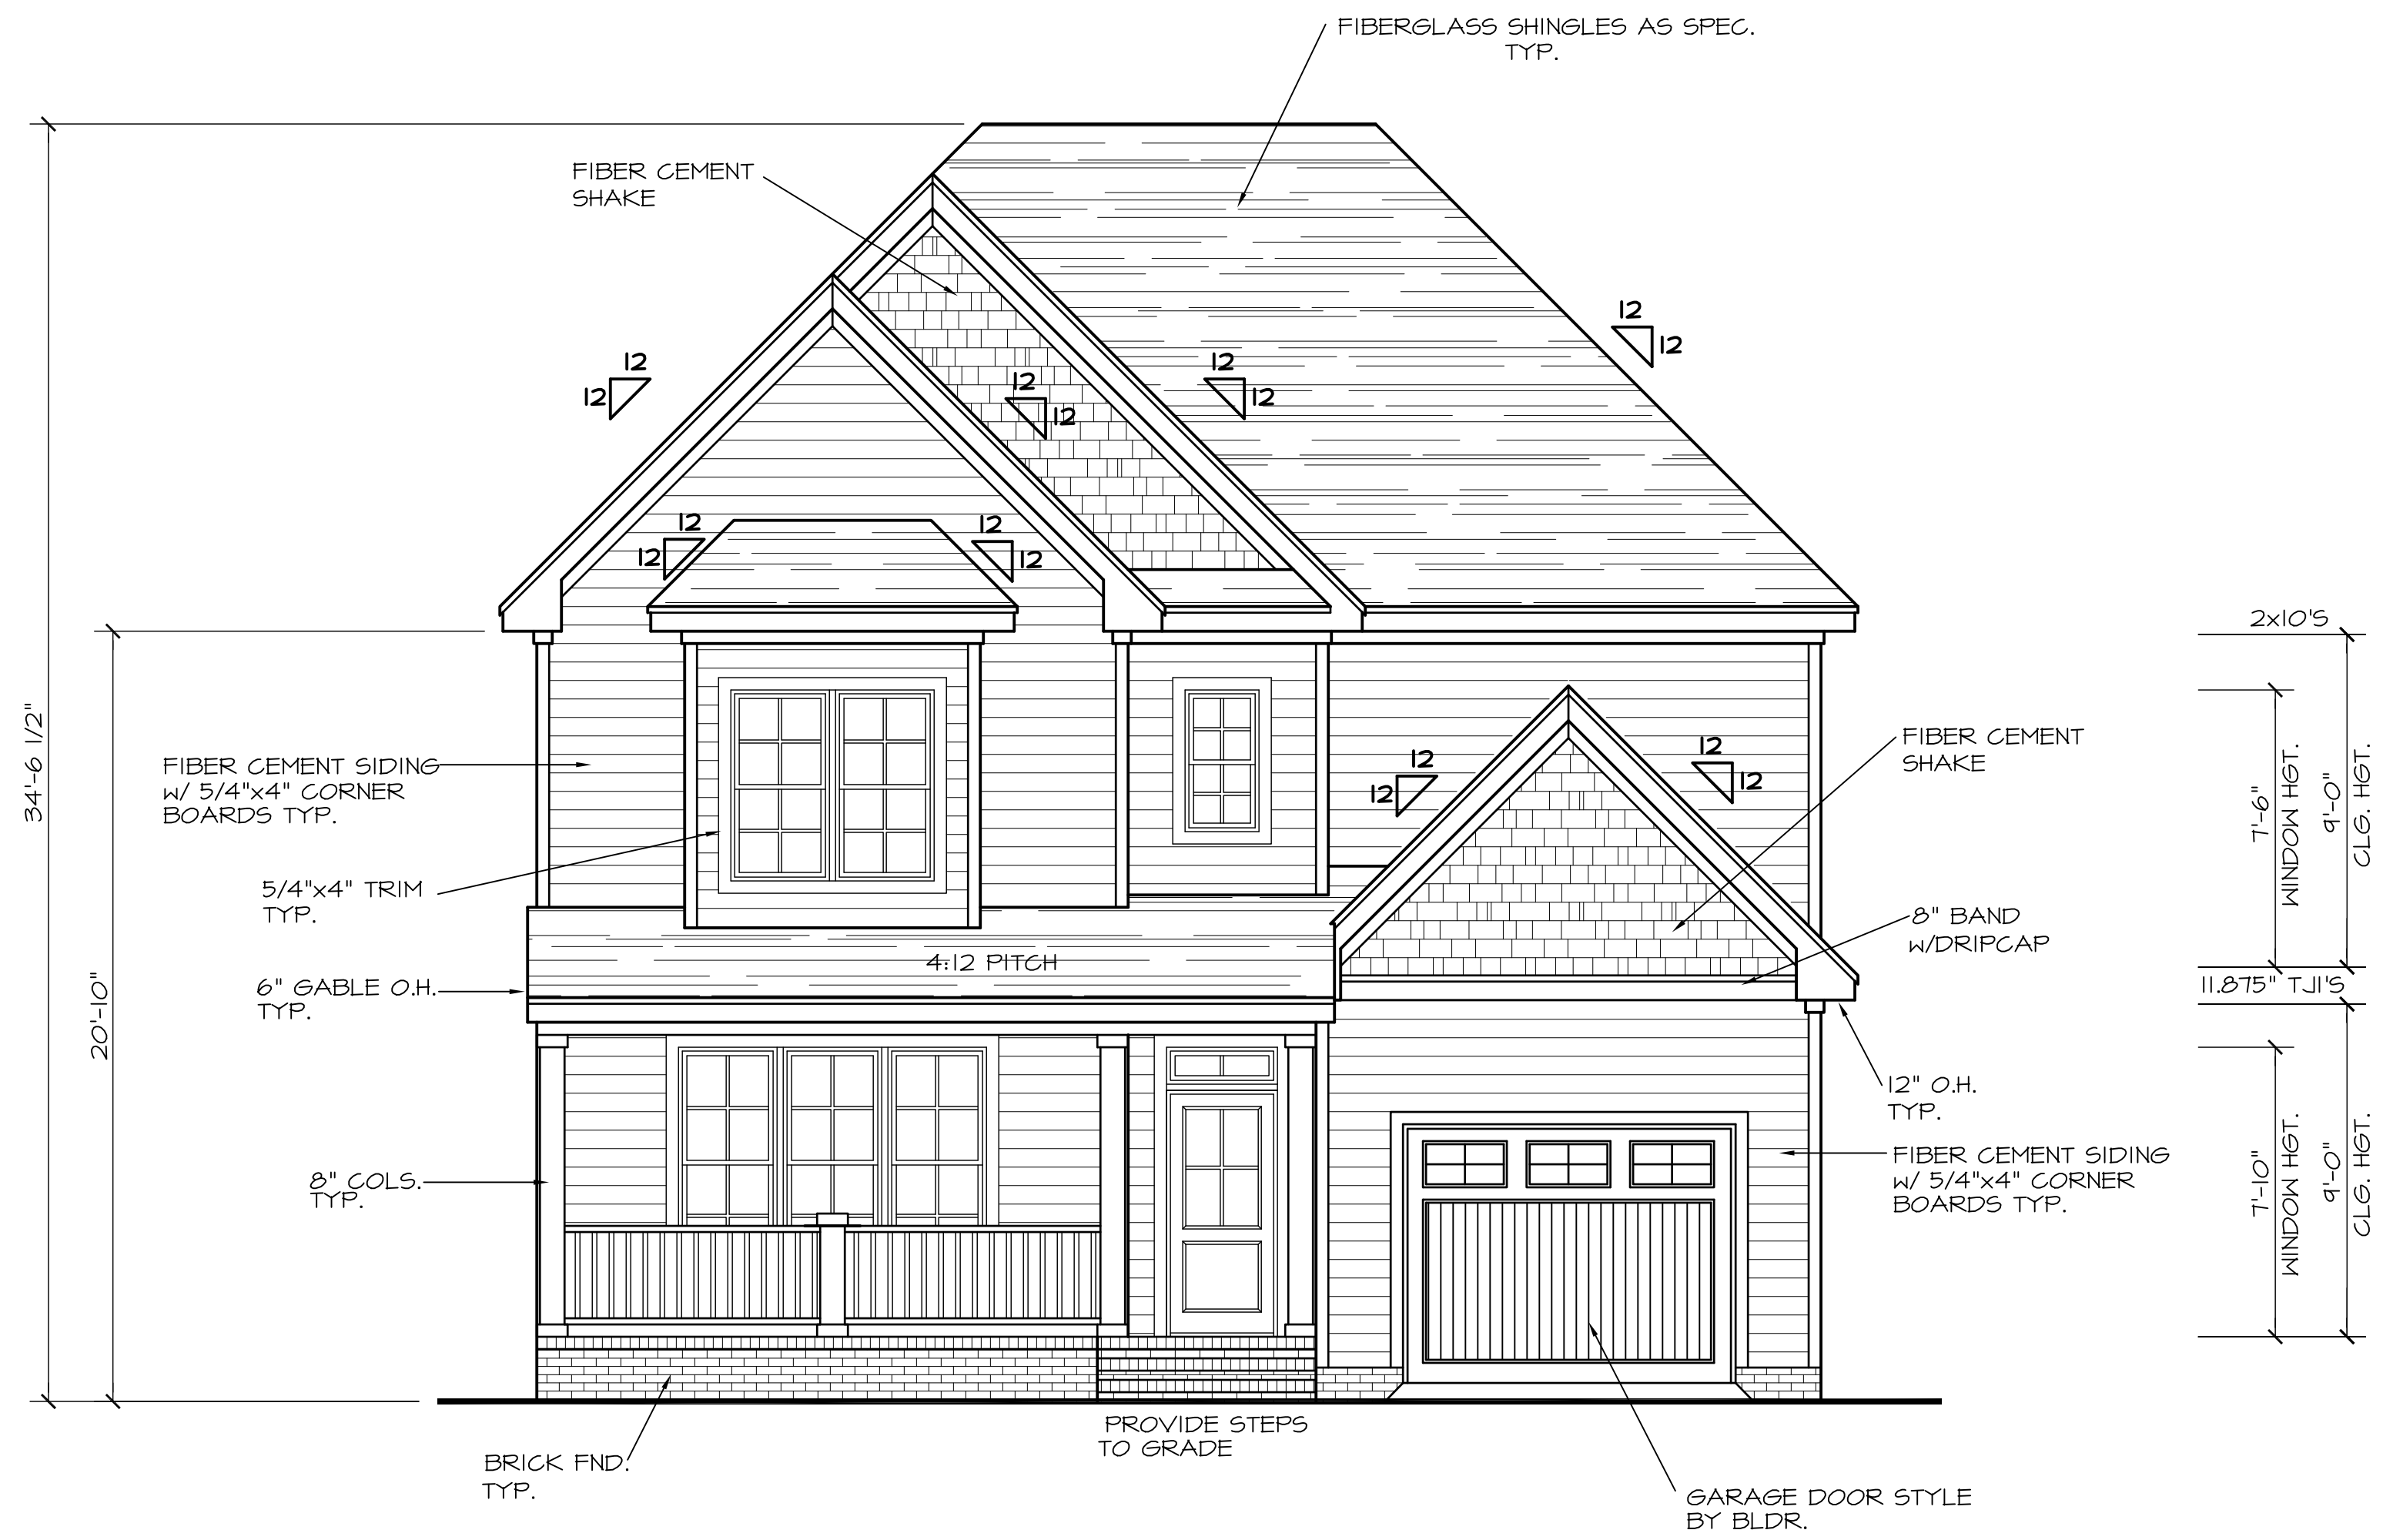 FIBERGLASS SHINGLES AS SPEC.
TYP.
FIBER CEMENT
SHAKE
12
12
12
12
12
12
12
12
12
12
12
12
2x10'S
34'-6 1/2"
20'-10"
FIBER CEMENT SIDING
w/ 5/4"x4" CORNER
BOARDS TYP.
5/4"x4" TRIM
TYP.
12
12
12
12
FIBER CEMENT
SHAKE
7'-6"
WINDOW HGT.
9'-0"
CLG. HGT.
8" BAND
w/DRIPCAP
4:12 PITCH
6" GABLE O.H.
TYP.
11.875" TJI'S
12" O.H.
TYP.
8" COLS.
TYP.
FIBER CEMENT SIDING
w/ 5/4"x4" CORNER
BOARDS TYP.
7'-10"
WINDOW HGT.
9'-0"
CLG. HGT.
PROVIDE STEPS
TO GRADE
BRICK FND.
TYP.
GARAGE DOOR STYLE
BY BLDR.